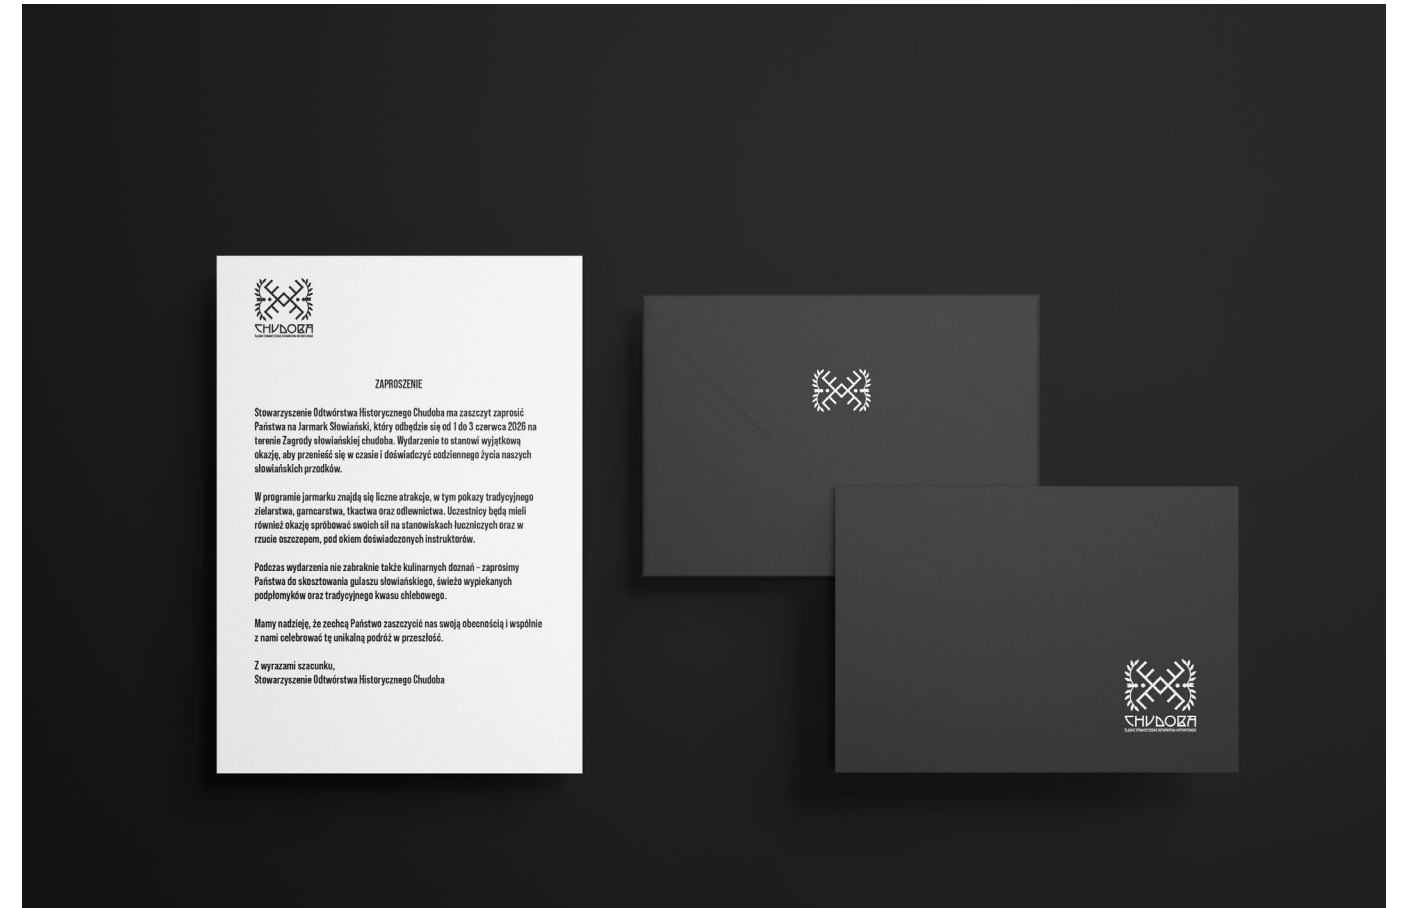 CHUDOBA
ZAPROSZENIE
Stowarzyszenie Odtwórstwa Historycznego Chudoba ma zaszczyt zaprosić
Państwa na Jarmark Słowiański, który odbędzie się od 1 do 3 czerwca 2026 na
terenie Zagrody słowiańskiej chudoba. Wydarzenie to stanowi wyjątkową
okazję, aby przenieść się w czasie i doświadczyć codziennego życia naszych
słowiańskich przodków.
W programie jarmarku znajdą się liczne atrakcje, w tym pokazy tradycyjnego
zielarstwa, garncarstwa, tkactwa oraz odlewnictwa. Uczestnicy będą mieli
również okazję spróbować swoich sił na stanowiskach łuczniczych oraz w
rzucie oszczepem, pod okiem doświadczonych instruktorów.
Podczas wydarzenia nie zabraknie także kulinarnych doznań – zaprosimy
Państwa do skosztowania gulaszu słowiańskiego, świeżo wypiekanych
podpłomyków oraz tradycyjnego kwasu chlebowego.
Mamy nadzieję, że zechcą Państwo zaszczycić nas swoją obecnością i wspólnie
z nami celebrować tę unikalną podróż w przeszłość.
Z wyrazami szacunku,
Stowarzyszenie Odtwórstwa Historycznego Chudoba
CHUDOBA